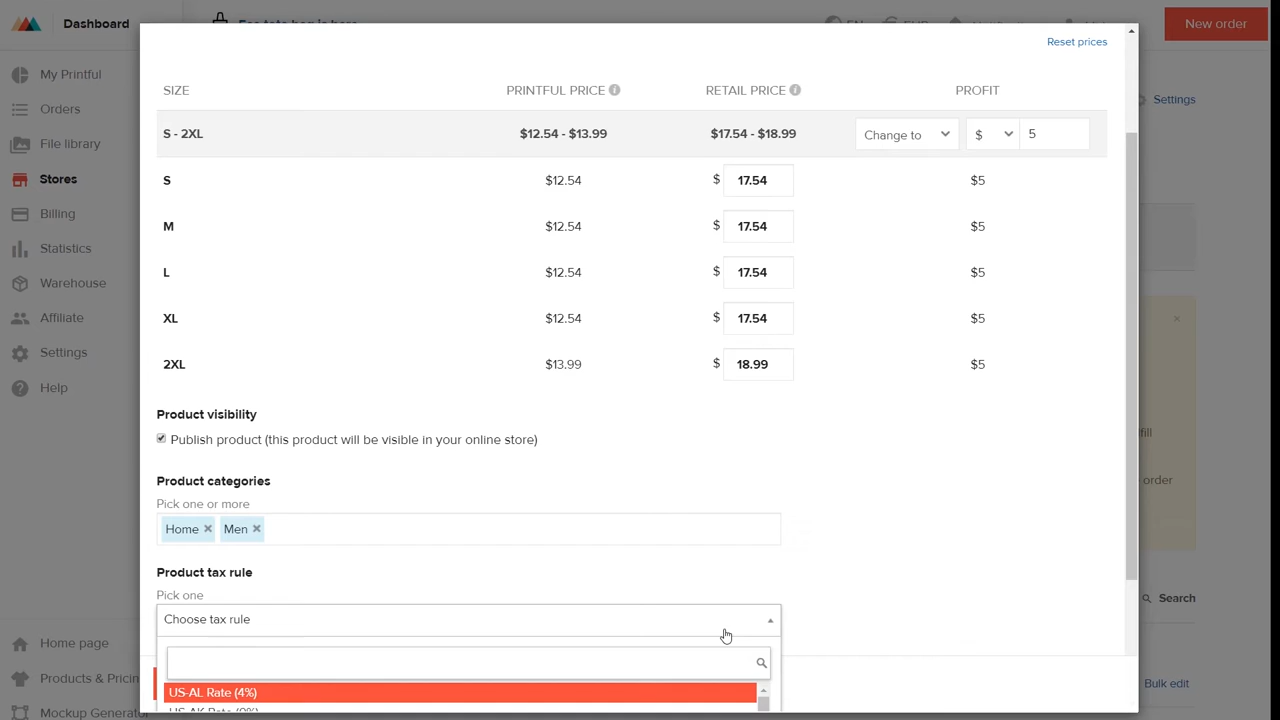 Dashboard
New order
Reset prices
My Printful
Orders
File library
Stores
Billing
Statistics
Warehouse
Affiliate
Settings
Help
Home page
Products & Pricin
Mockup Generato
Settings
SIZE PRINTFUL PRICE RETAIL PRICE PROFIT
S - 2XL $12.54 - $13.99 $17.54 - $18.99 Change to $ 5
S $12.54 $ 17.54 $5
M $12.54 $ 17.54 $5
L $12.54 $ 17.54 $5
XL $12.54 $ 17.54 $5
2XL $13.99 $ 18.99 $5
Product visibility
Publish product (this product will be visible in your online store)
Product categories
Pick one or more
Home Men
Product tax rule
Pick one
Choose tax rule
US-AL Rate (4%)
order
Search
Bulk edit